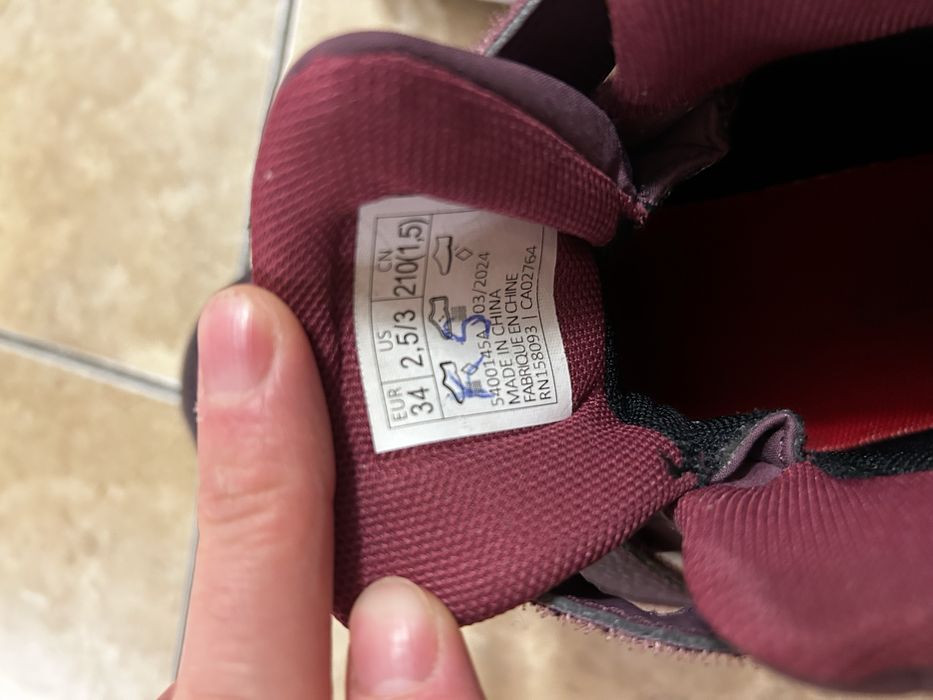 EUR US CN
34 2,5/3 210(1,5)
5400145A 03/2024
MADE IN CHINA
FABRIQUE EN CHINE
RN158093 | CA02764